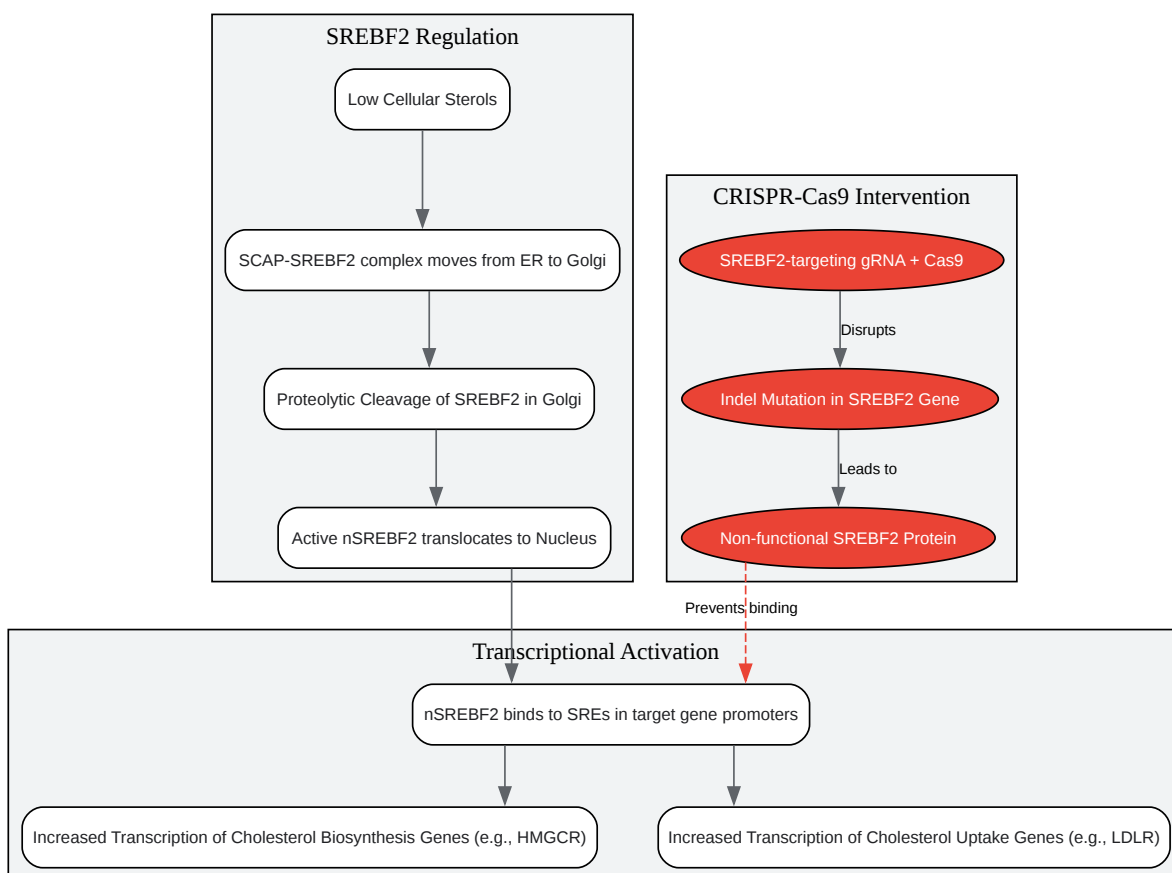 SREBF2 Regulation
Low Cellular Sterols
SCAP-SREBF2 complex moves from ER to Golgi
Proteolytic Cleavage of SREBF2 in Golgi
Active nSREBF2 translocates to Nucleus
CRISPR-Cas9 Intervention
SREBF2-targeting gRNA + Cas9
Disrupts
Indel Mutation in SREBF2 Gene
Leads to
Non-functional SREBF2 Protein
Prevents binding
Transcriptional Activation
nSREBF2 binds to SREs in target gene promoters
Increased Transcription of Cholesterol Biosynthesis Genes (e.g., HMGCR)
Increased Transcription of Cholesterol Uptake Genes (e.g., LDLR)